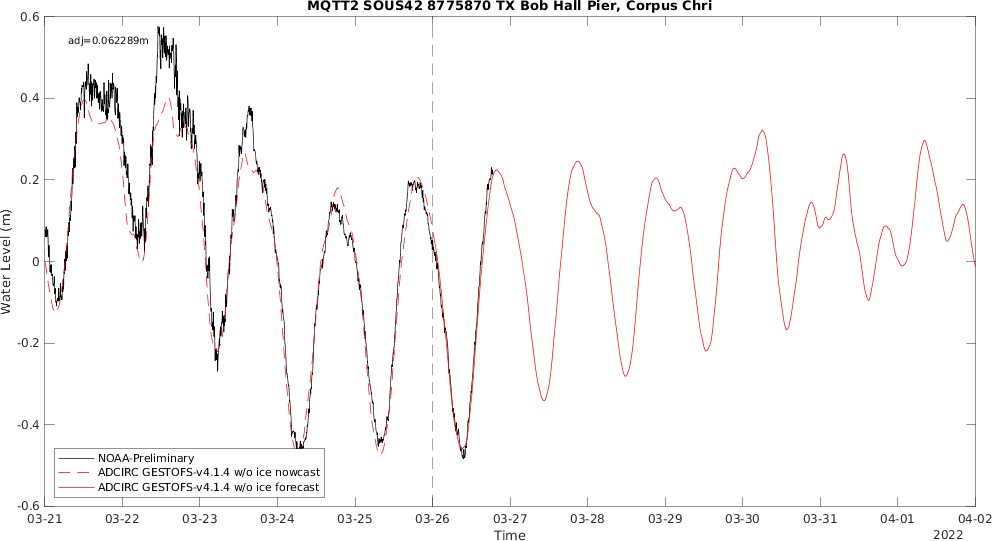 MQTT2 SOUS42 8775870 TX Bob Hall Pier, Corpus Chri
adj=0.062289m
0.6
0.4
0.2
0
-0.2
-0.4
-0.6
Water Level (m)
NOAA-Preliminary
ADCIRC GESTOFS-v4.1.4 w/o ice nowcast
ADCIRC GESTOFS-v4.1.4 w/o ice forecast
03-21 03-22 03-23 03-24 03-25 03-26 03-27 03-28 03-29 03-30 03-31 04-01 04-02
Time
2022